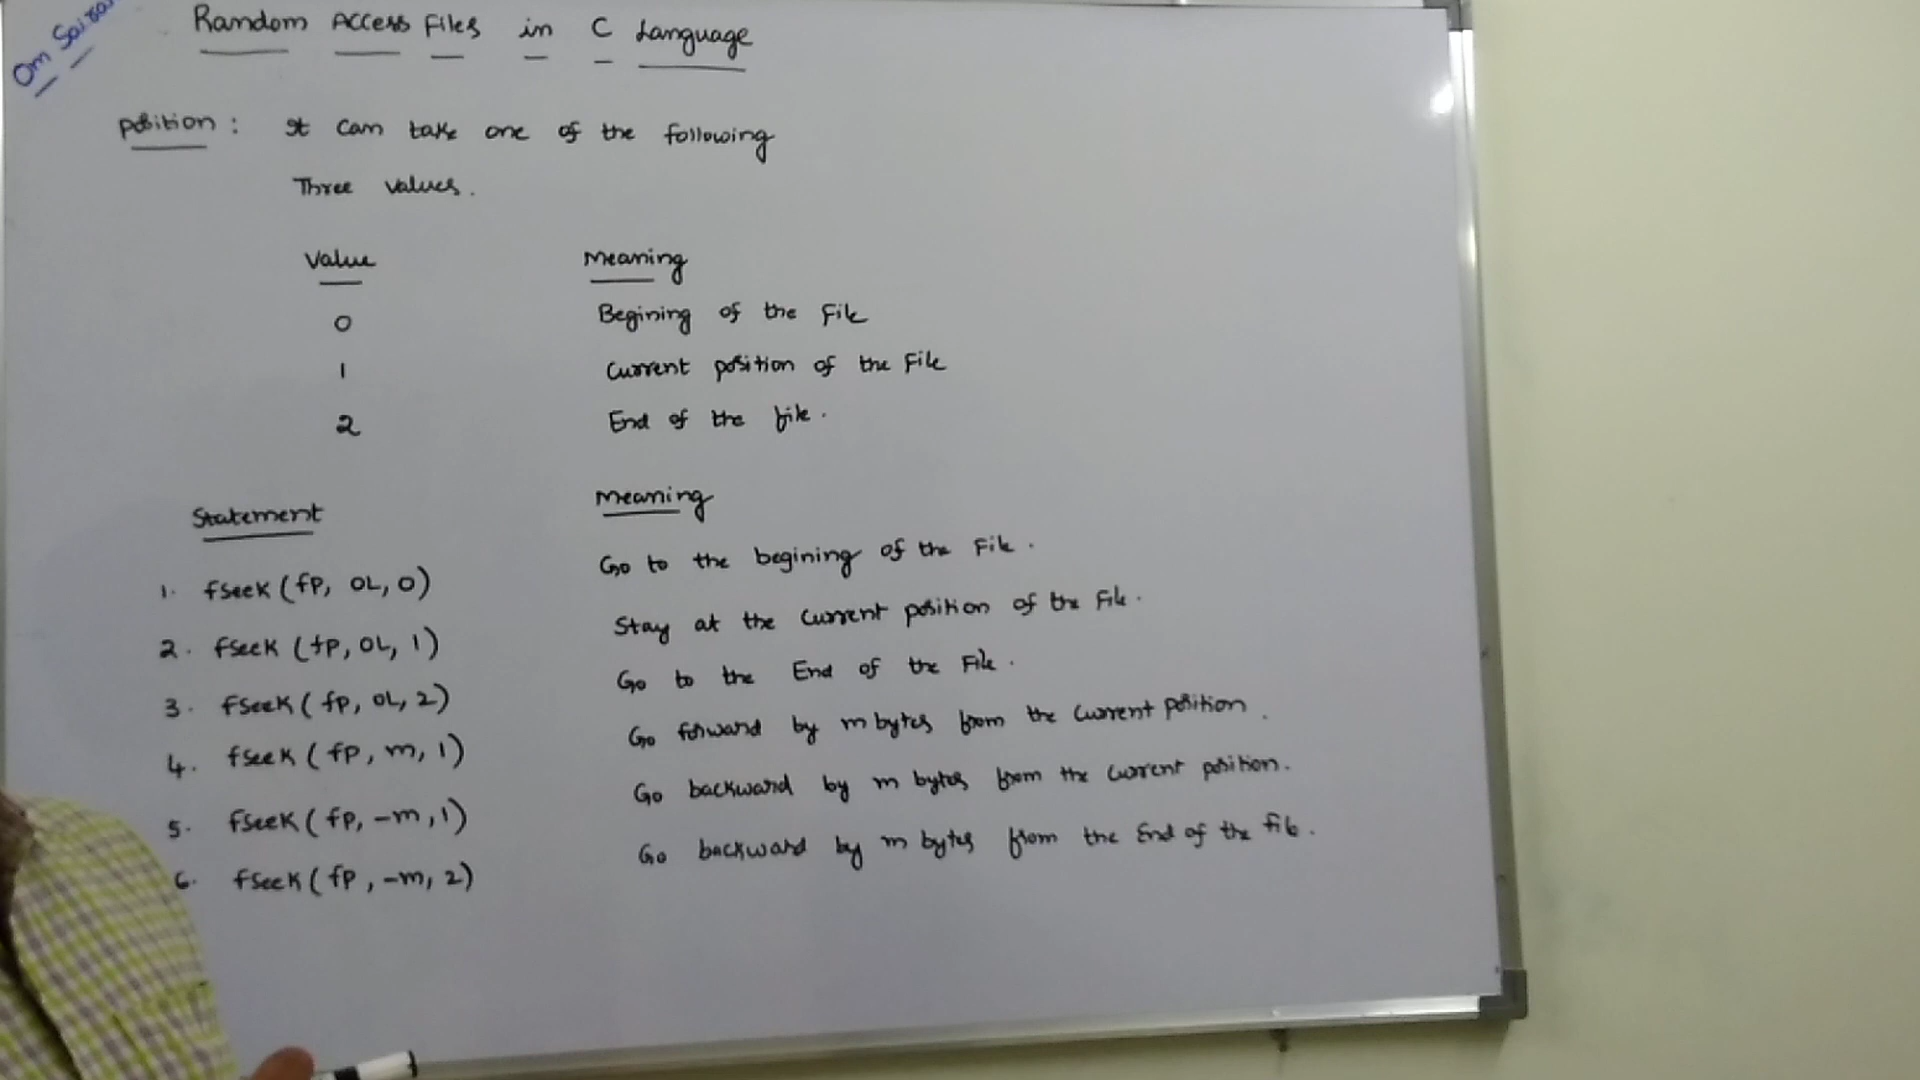 Om Sairam
Random Access Files in C Language
position : It can take one of the following
Three values.
Value Meaning
0 Begining of the File
1 Current position of the File
2 End of the file.
Statement Meaning
1. fseek (fp, 0L, 0) Go to the begining of the File.
2. fseek (fp, 0L, 1) Stay at the current position of the File.
3. fseek ( fp, 0L, 2) Go to the End of the File.
4. fseek ( fp, m, 1) Go forward by m bytes from the current position.
5. fseek ( fp, -m, 1) Go backward by m bytes from the current position.
6. fseek ( fp, -m, 2) Go backward by m bytes from the End of the file.